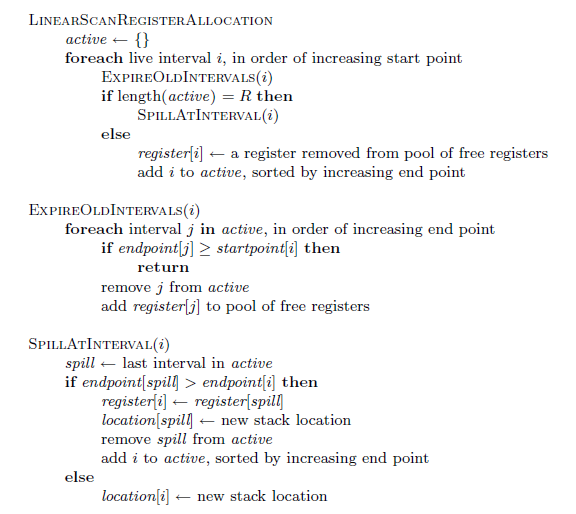 LINEARSCANREGISTERALLOCATION
active ← {}
foreach live interval i, in order of increasing start point
EXPIREOLDINTERVALS(i)
if length(active) = R then
SPILLATINTERVAL(i)
else
register[i] ← a register removed from pool of free registers
add i to active, sorted by increasing end point
EXPIREOLDINTERVALS(i)
foreach interval j in active, in order of increasing end point
if endpoint[j] ≥ startpoint[i] then
return
remove j from active
add register[j] to pool of free registers
SPILLATINTERVAL(i)
spill ← last interval in active
if endpoint[spill] > endpoint[i] then
register[i] ← register[spill]
location[spill] ← new stack location
remove spill from active
add i to active, sorted by increasing end point
else
location[i] ← new stack location